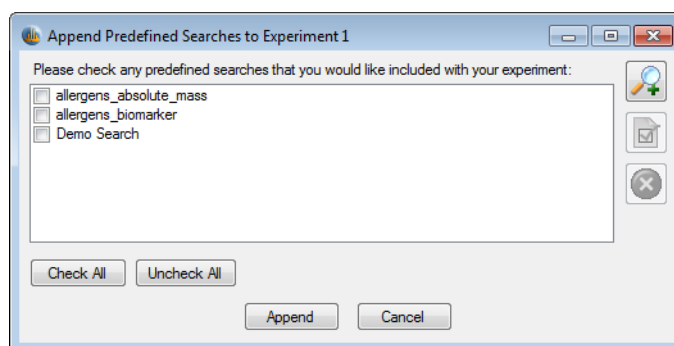 Append Predefined Searches to Experiment 1
Please check any predefined searches that you would like included with your experiment:
allergens_absolute_mass
allergens_biomarker
Demo Search
Check All Uncheck All
Append Cancel